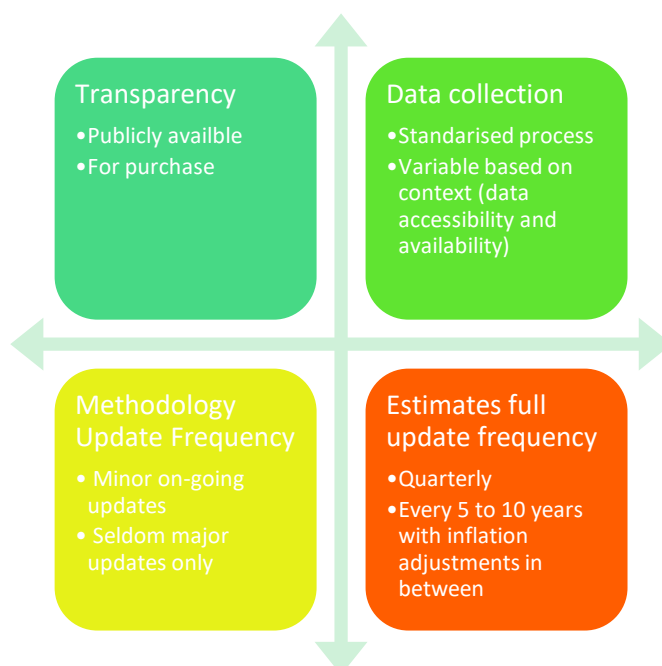 Transparency
•Publicly availble
•For purchase
Data collection
•Standarised process
•Variable based on
context (data
accessibility and
availability)
Methodology
Update Frequency
• Minor on-going
updates
• Seldom major
updates only
Estimates full
update frequency
•Quarterly
•Every 5 to 10 years
with inflation
adjustments in
between